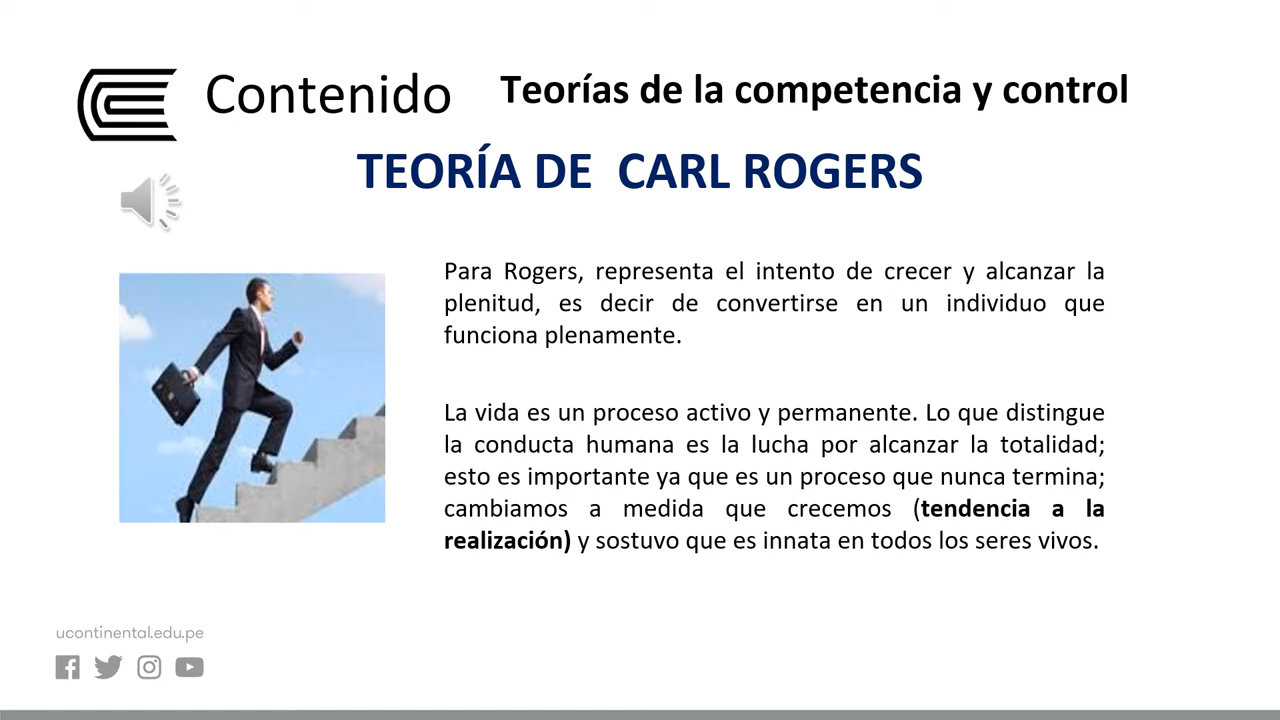 Contenido
Teorías de la competencia y control
TEORÍA DE CARL ROGERS
Para Rogers, representa el intento de crecer y alcanzar la
plenitud, es decir de convertirse en un individuo que
funciona plenamente.
La vida es un proceso activo y permanente. Lo que distingue
la conducta humana es la lucha por alcanzar la totalidad;
esto es importante ya que es un proceso que nunca termina;
cambiamos a medida que crecemos (tendencia a la
realización) y sostuvo que es innata en todos los seres vivos.
ucontinental.edu.pe